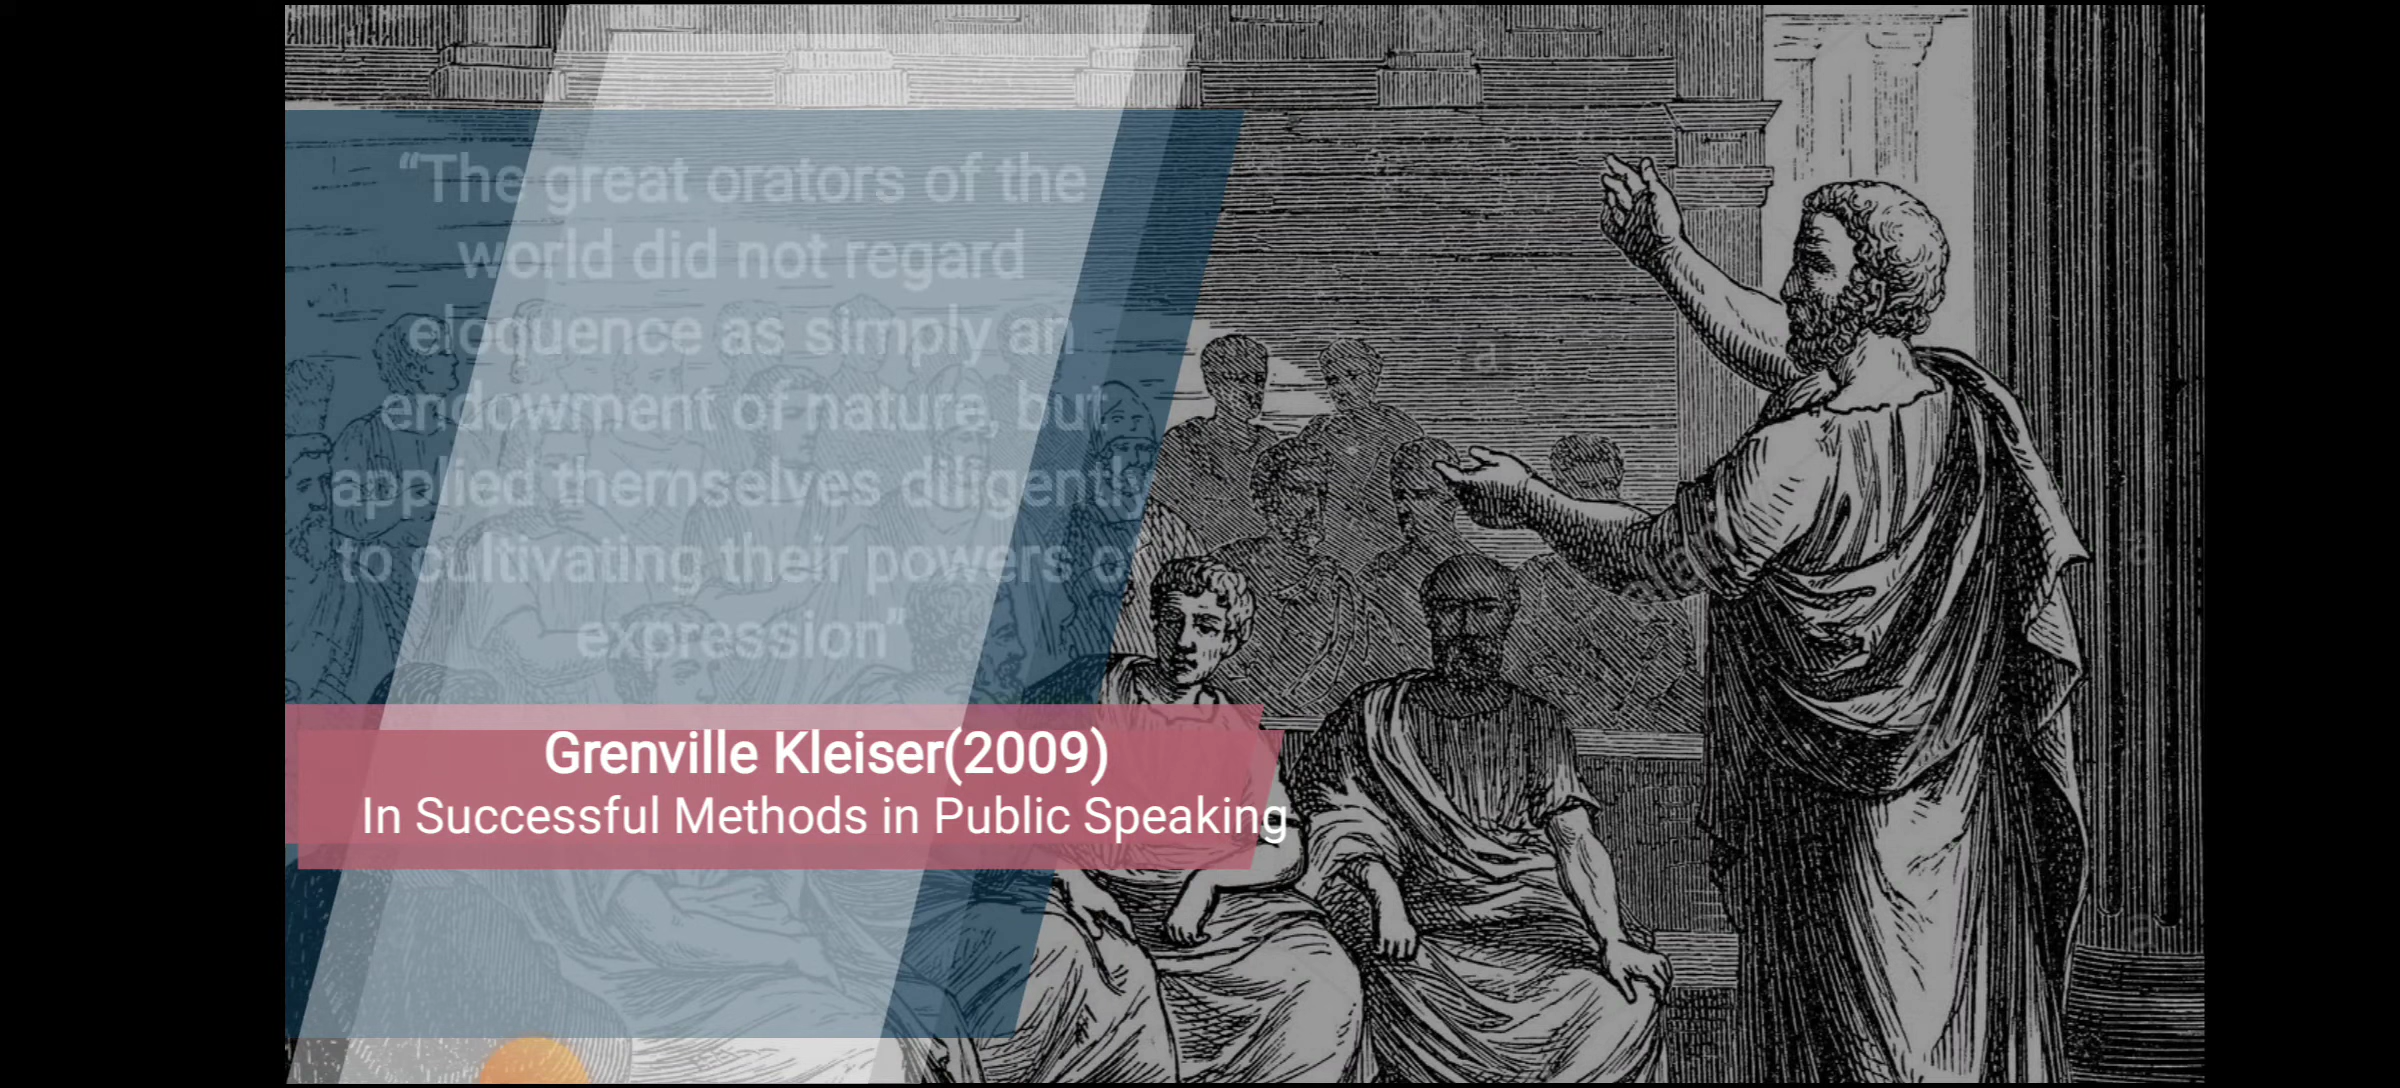 “The great orators of the
world did not regard
eloquence as simply an
endowment of nature, but
applied themselves diligently
to cultivating their powers of
expression”
Grenville Kleiser(2009)
In Successful Methods in Public Speaking
a
a
a
alamy
a
a